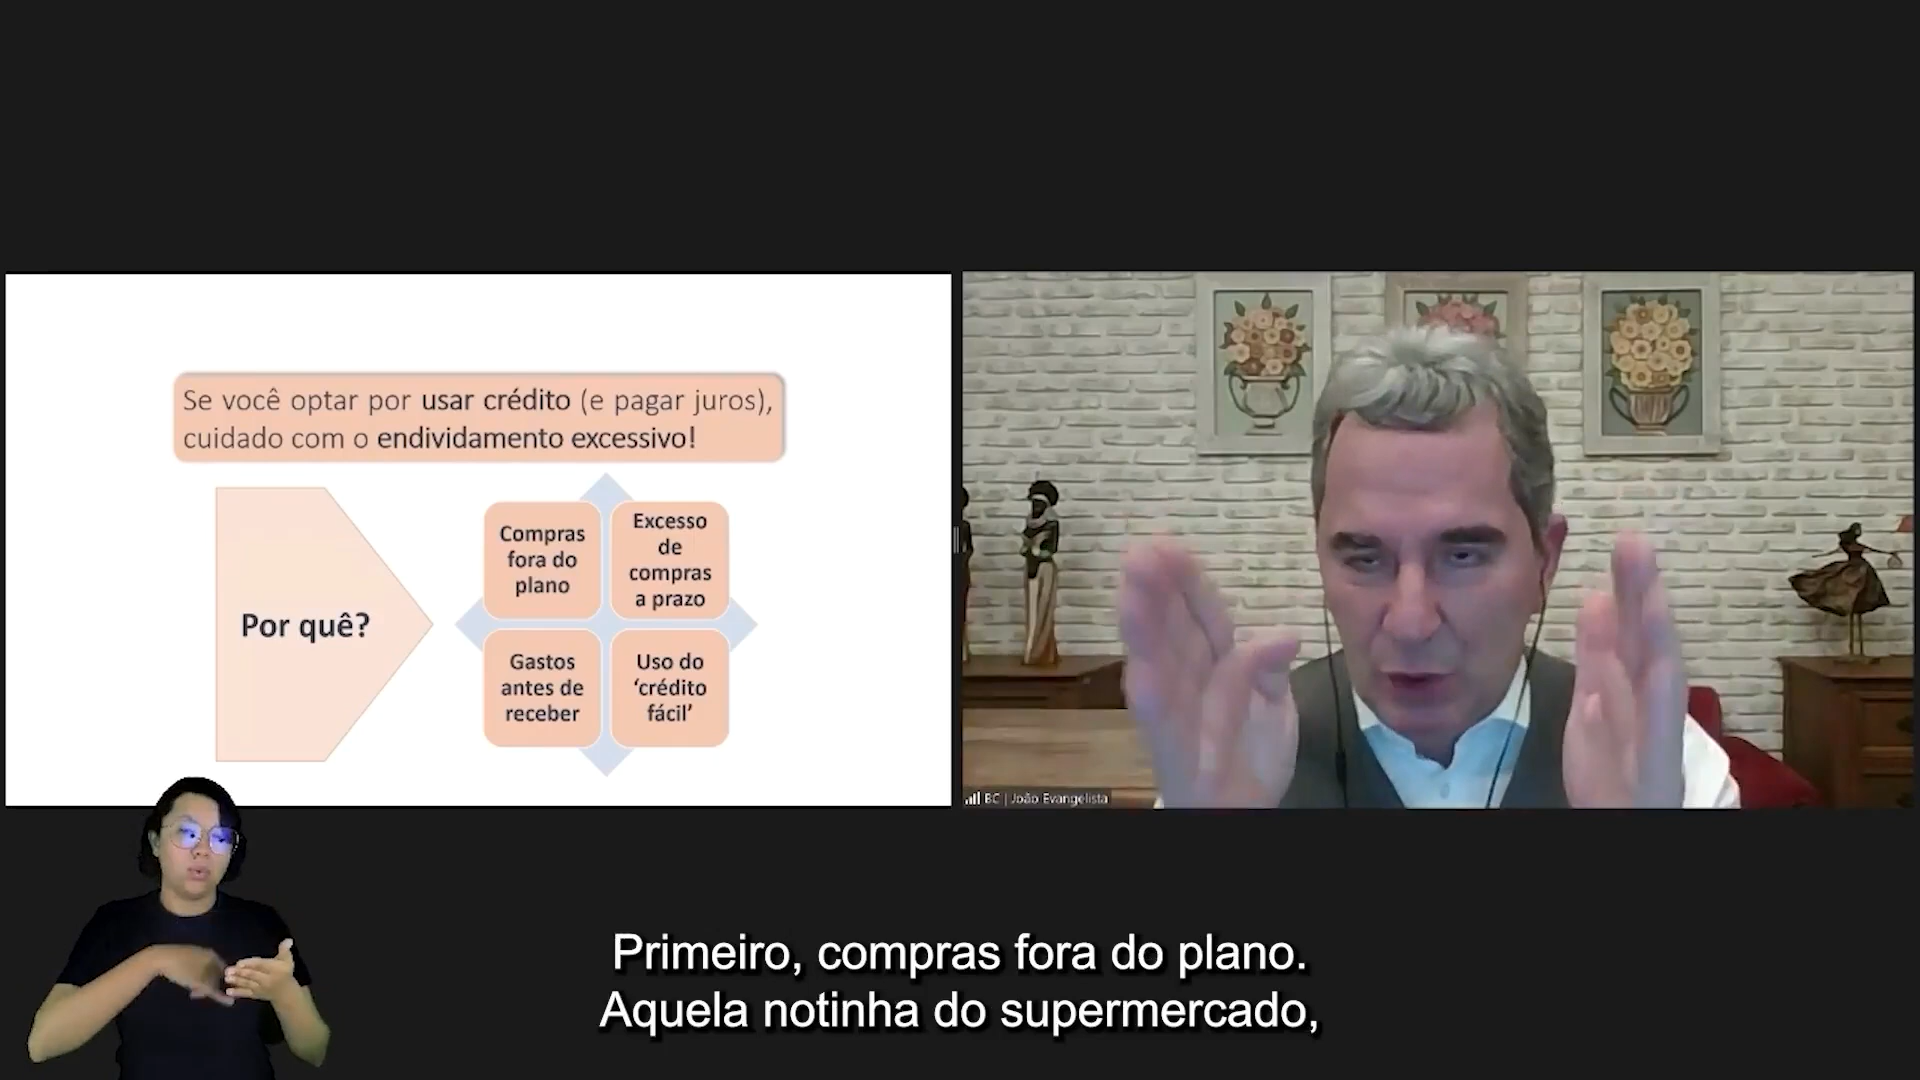 Se você optar por usar crédito (e pagar juros),
cuidado com o endividamento excessivo!
Por quê?
Compras
fora do
plano
Excesso
de
compras
a prazo
Gastos
antes de
receber
Uso do
‘crédito
fácil’
BC | João Evangelista
Primeiro, compras fora do plano.
Aquela notinha do supermercado,